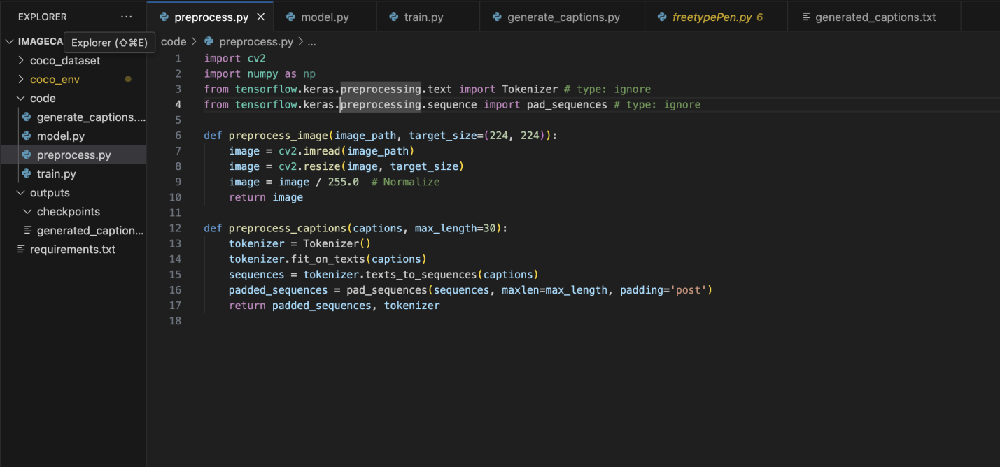 EXPLORER ...
preprocess.py
model.py
train.py
generate_captions.py
freetypePen.py 6
generated_captions.txt
IMAGECA
Explorer (⇧⌘E)
coco_dataset
coco_env
code
generate_captions....
model.py
preprocess.py
train.py
outputs
checkpoints
generated_caption...
requirements.txt
code > preprocess.py > ...
1 import cv2
2 import numpy as np
3 from tensorflow.keras.preprocessing.text import Tokenizer # type: ignore
4 from tensorflow.keras.preprocessing.sequence import pad_sequences # type: ignore
5
6 def preprocess_image(image_path, target_size=(224, 224)):
7     image = cv2.imread(image_path)
8     image = cv2.resize(image, target_size)
9     image = image / 255.0  # Normalize
10     return image
11
12 def preprocess_captions(captions, max_length=30):
13     tokenizer = Tokenizer()
14     tokenizer.fit_on_texts(captions)
15     sequences = tokenizer.texts_to_sequences(captions)
16     padded_sequences = pad_sequences(sequences, maxlen=max_length, padding='post')
17     return padded_sequences, tokenizer
18